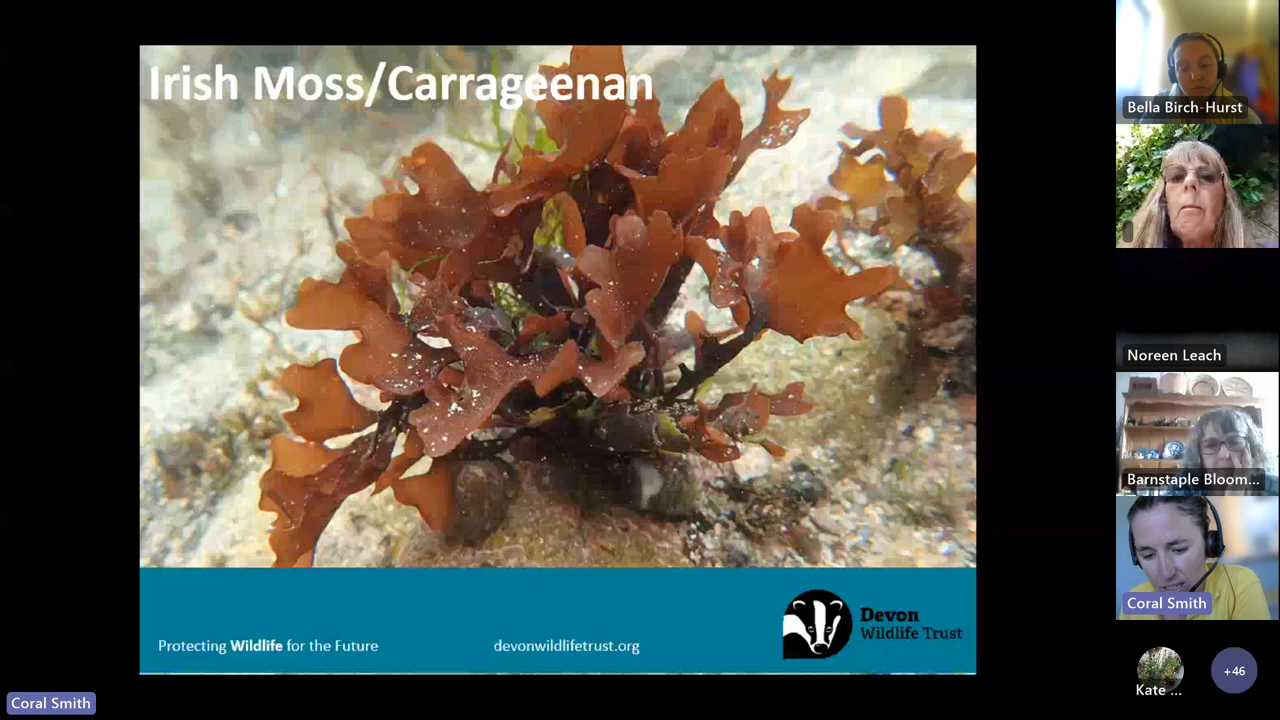 Irish Moss/Carrageenan
Protecting Wildlife for the Future
devonwildlifetrust.org
Devon
Wildlife Trust
Bella Birch-Hurst
Noreen Leach
Barnstaple Bloom...
Coral Smith
Kate ...
+46
Coral Smith